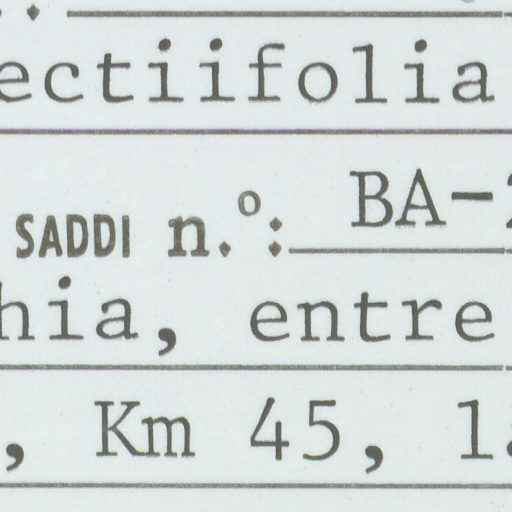 ectiifolia
SADDI n.º: BA-
hia, entre
, Km 45,